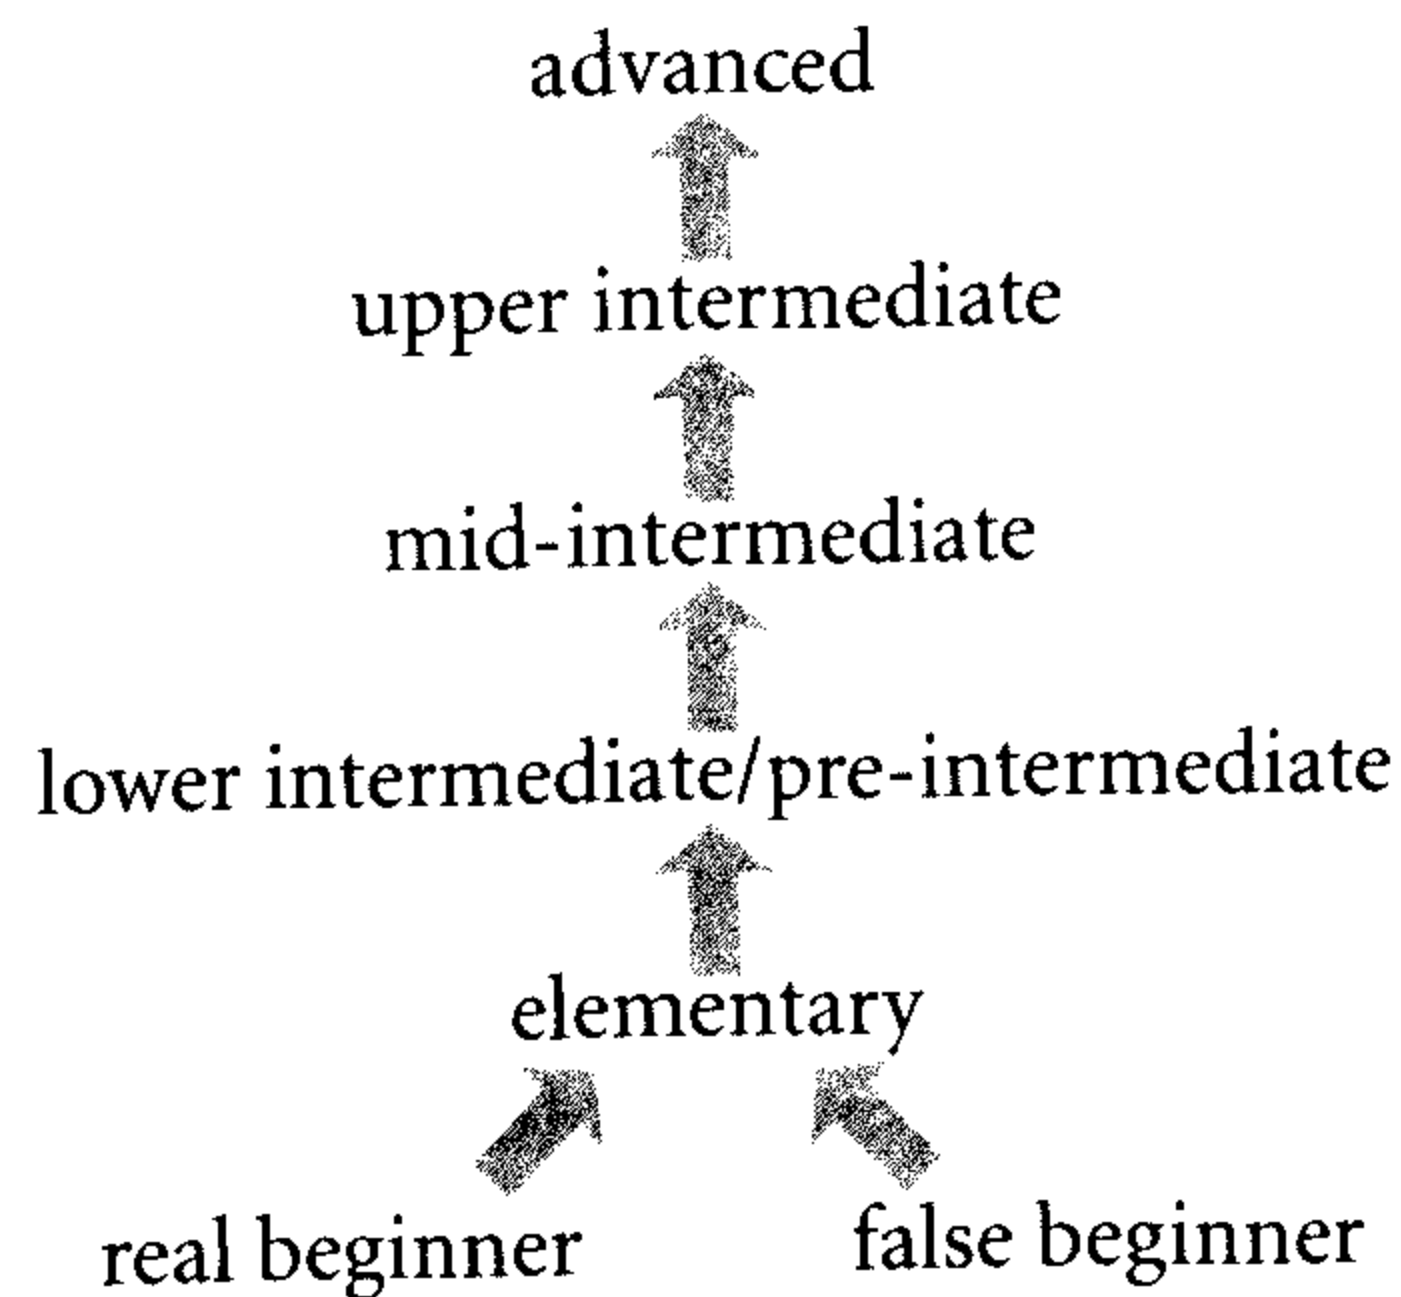 advanced
upper intermediate
mid-intermediate
lower intermediate/pre-intermediate
elementary
real beginner false beginner